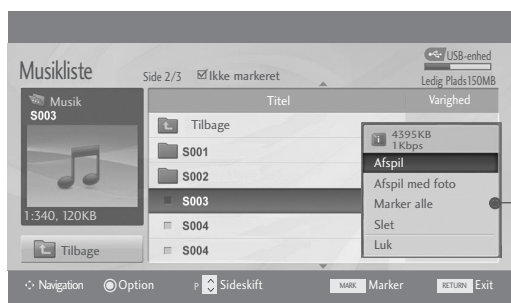 USB-enhed
Musikliste
Side 2/3
Ikke markeret
Ledig Plads150MB
Musik
S003
1:340, 120KB
Tilbage
Titel
Varighed
Tilbage
S001
S002
S003
S004
S004
4395KB
1Kbps
Afspil
Afspil med foto
Marker alle
Slet
Luk
Navigation
Option
P
Sideskift
MARK
Marker
RETURN
Exit